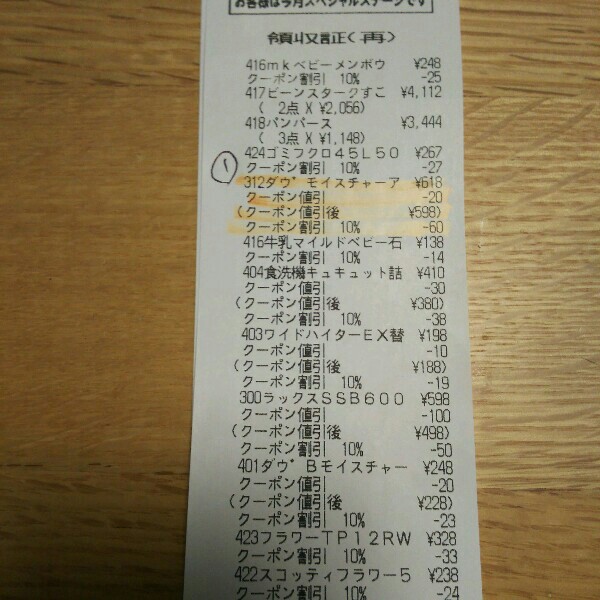 お客様は今月スペシャルステージです
領収証(再)
416mkベビーメンボウ ¥248
クーポン割引 10% -25
417ビーンスタークすこ ¥4,112
( 2点 X ¥2,056)
418パンパース ¥3,444
( 3点 X ¥1,148)
424ゴミフクロ45L50 ¥267
クーポン割引 10% -27
①
312ダヴ モイスチャーア ¥618
クーポン値引 -20
(クーポン値引後 ¥598)
クーポン割引 10% -60
416牛乳マイルドベビー石 ¥138
クーポン割引 10% -14
404食洗機キュキュット詰 ¥410
クーポン値引 -30
(クーポン値引後 ¥380)
クーポン割引 10% -38
403ワイドハイターEX替 ¥198
クーポン値引 -10
(クーポン値引後 ¥188)
クーポン割引 10% -19
300ラックスSSB600 ¥598
クーポン値引 -100
(クーポン値引後 ¥498)
クーポン割引 10% -50
401ダヴ Bモイスチャー ¥248
クーポン値引 -20
(クーポン値引後 ¥228)
クーポン割引 10% -23
423フラワーTP12RW ¥328
クーポン割引 10% -33
422スコッティフラワー5 ¥238
クーポン割引 10% -24